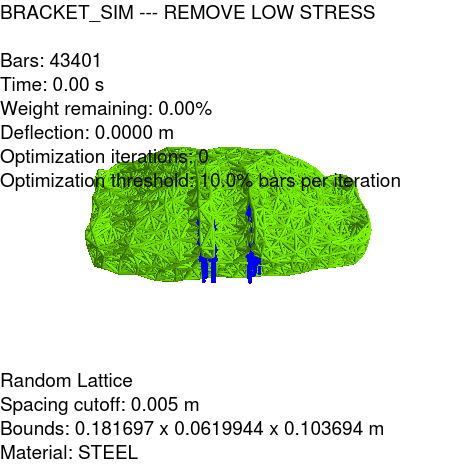 BRACKET_SIM --- REMOVE LOW STRESS
Bars: 43401
Time: 0.00 s
Weight remaining: 0.00%
Deflection: 0.0000 m
Optimization iterations: 0
Optimization threshold: 10.0% bars per iteration
Random Lattice
Spacing cutoff: 0.005 m
Bounds: 0.181697 x 0.0619944 x 0.103694 m
Material: STEEL